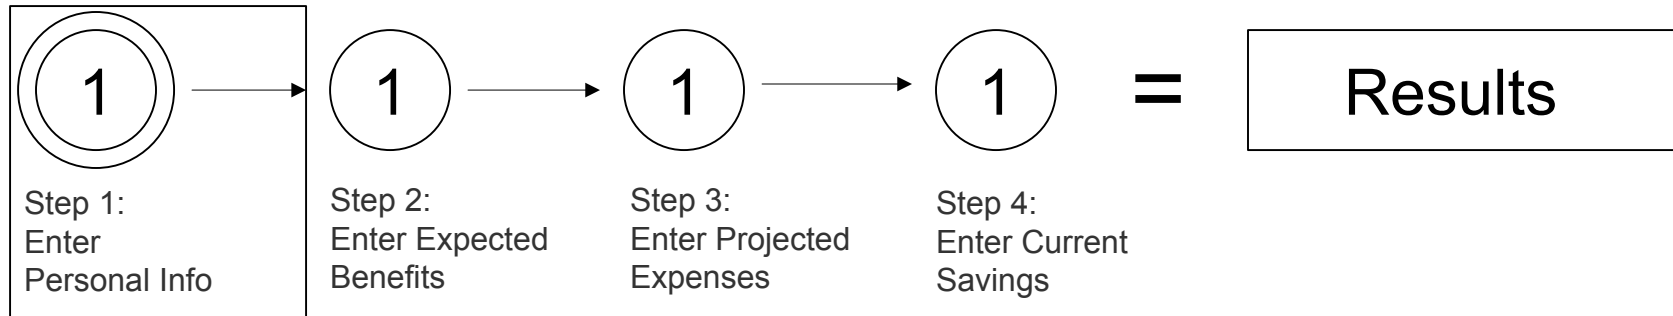 1
1
1
1
=
Results
Step 1:
Enter
Personal Info
Step 2:
Enter Expected
Benefits
Step 3:
Enter Projected
Expenses
Step 4:
Enter Current
Savings